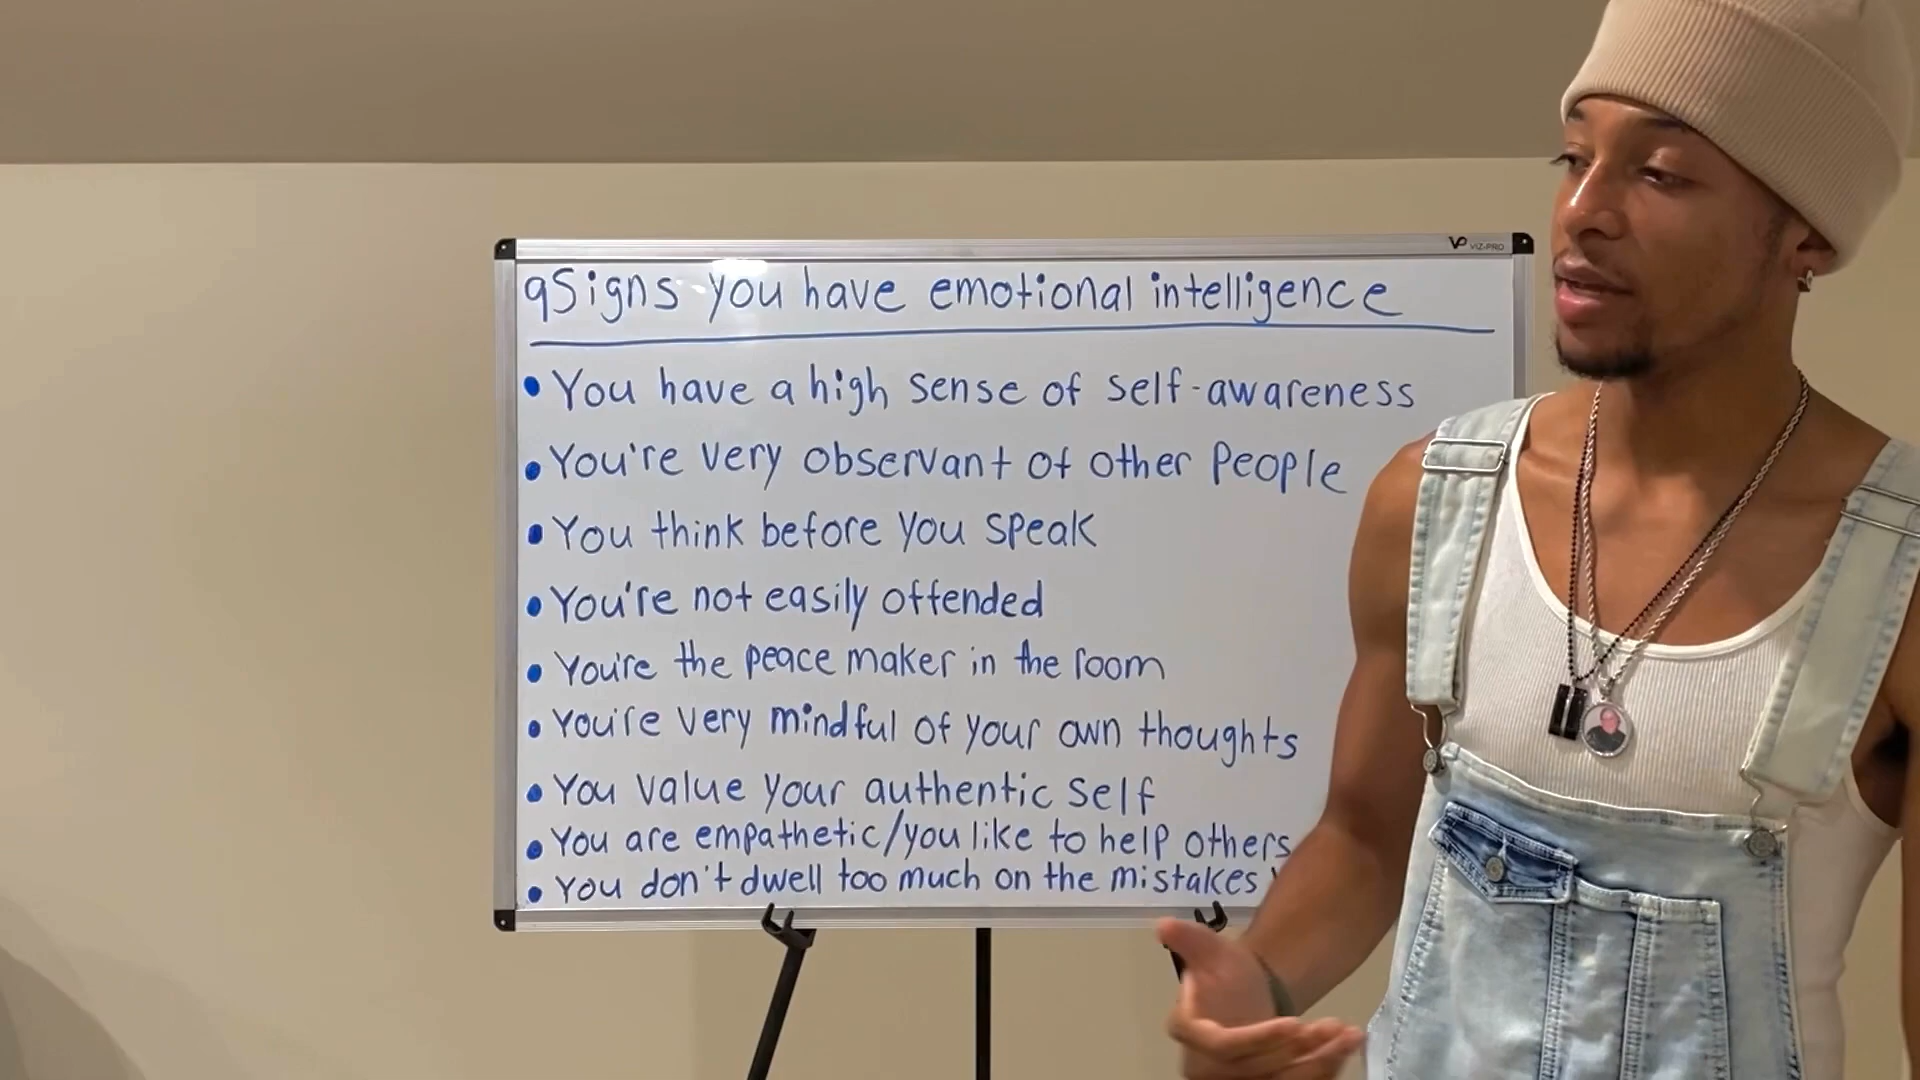 VP VIZ-PRO
9Signs you have emotional intelligence
• You have a high sense of self-awareness
• You're very observant of other people
• You think before you speak
• You're not easily offended
• You're the peace maker in the room
• You're very mindful of your own thoughts
• You value your authentic self
• You are empathetic/you like to help others
• You don't dwell too much on the mistakes